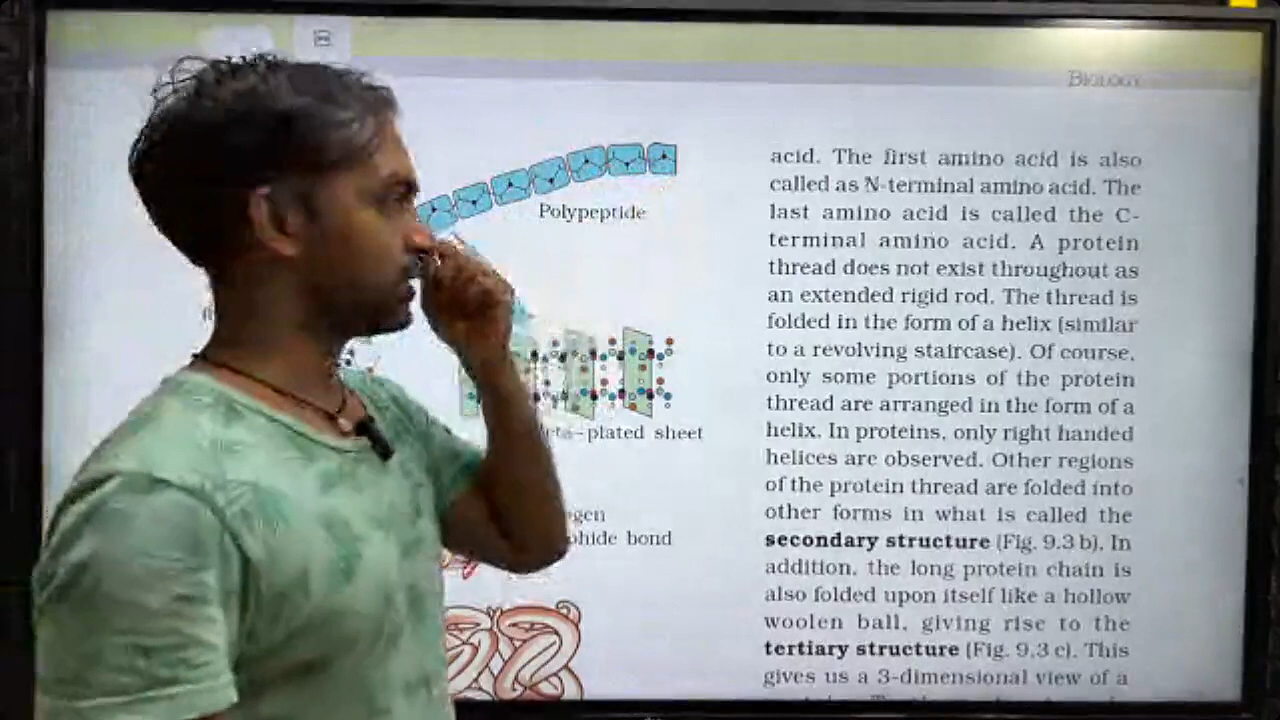 BIOLOGY
Polypeptide
-plated sheet
gen
phide bond
acid. The first amino acid is also
called as N-terminal amino acid. The
last amino acid is called the C-
terminal amino acid. A protein
thread does not exist throughout as
an extended rigid rod. The thread is
folded in the form of a helix (similar
to a revolving staircase). Of course,
only some portions of the protein
thread are arranged in the form of a
helix. In proteins, only right handed
helices are observed. Other regions
of the protein thread are folded into
other forms in what is called the
secondary structure (Fig. 9.3 b). In
addition, the long protein chain is
also folded upon itself like a hollow
woolen ball, giving rise to the
tertiary structure (Fig. 9.3 c). This
gives us a 3-dimensional view of a